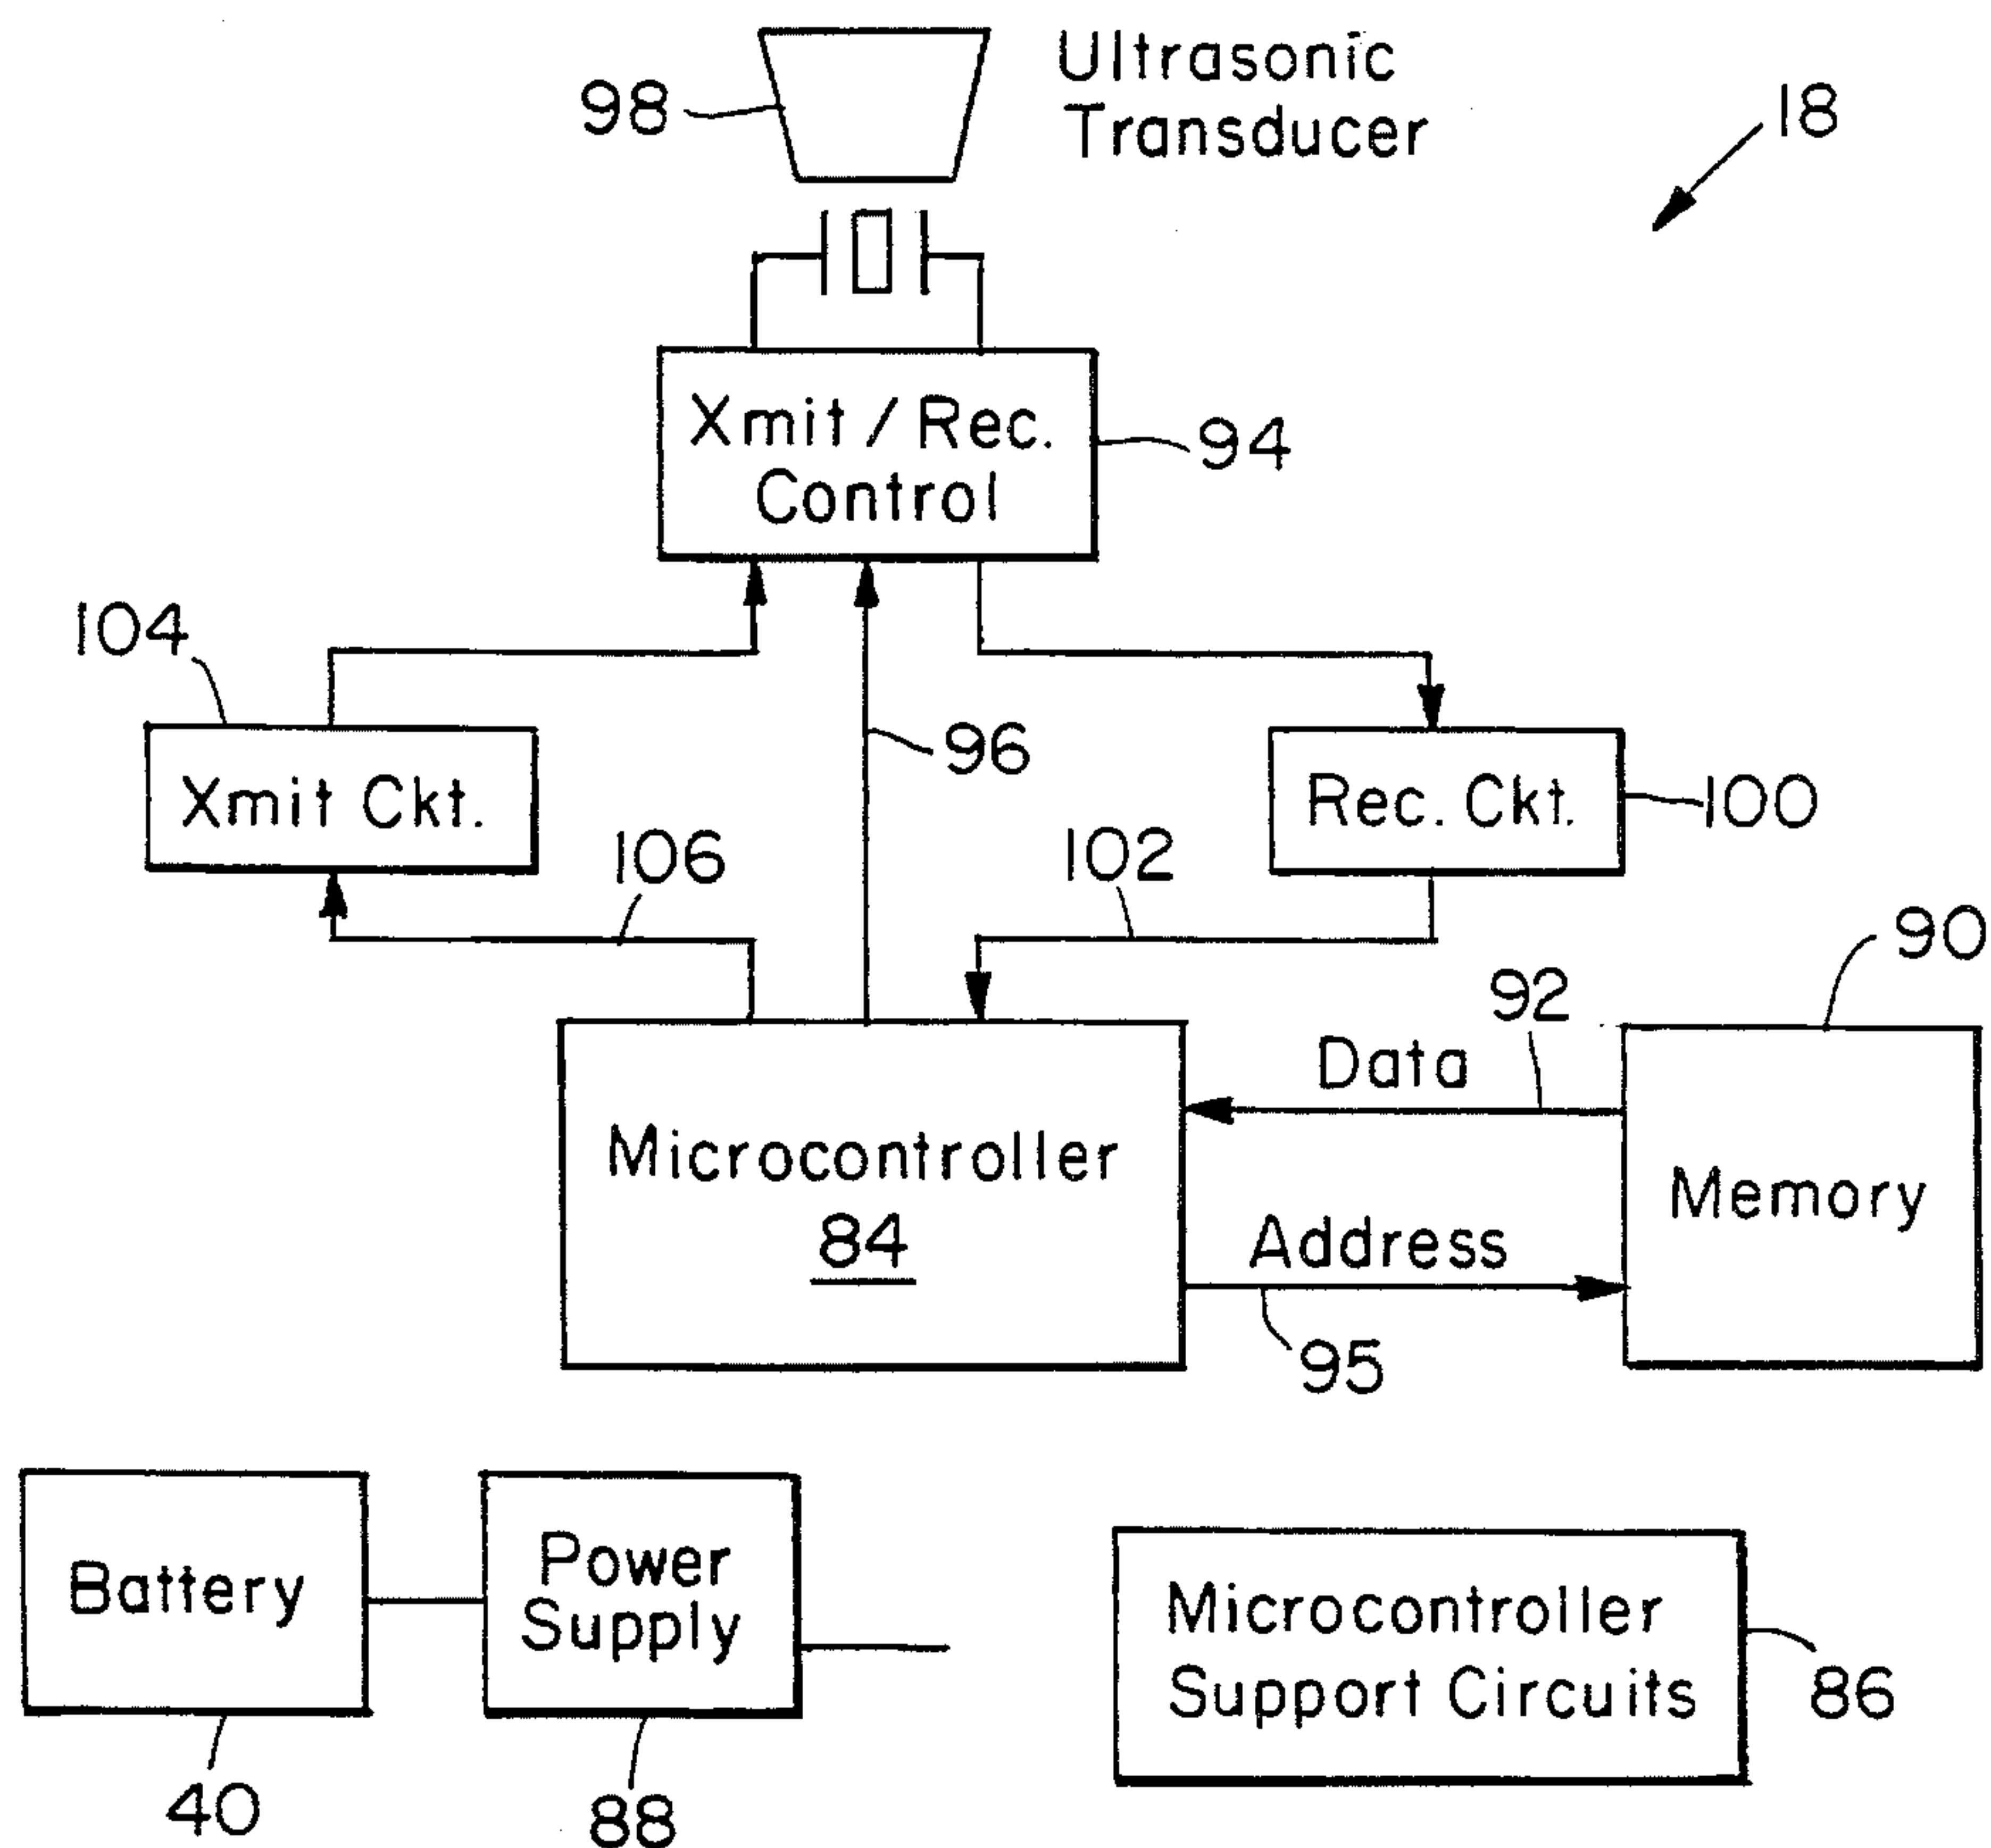 Ultrasonic
Transducer
98
18
Xmit / Rec.
Control
94
104
96
Xmit Ckt.
Rec. Ckt.
100
106
102
90
92
Data
Microcontroller
84
Memory
Address
95
Battery
Power
Supply
Microcontroller
Support Circuits
86
40
88